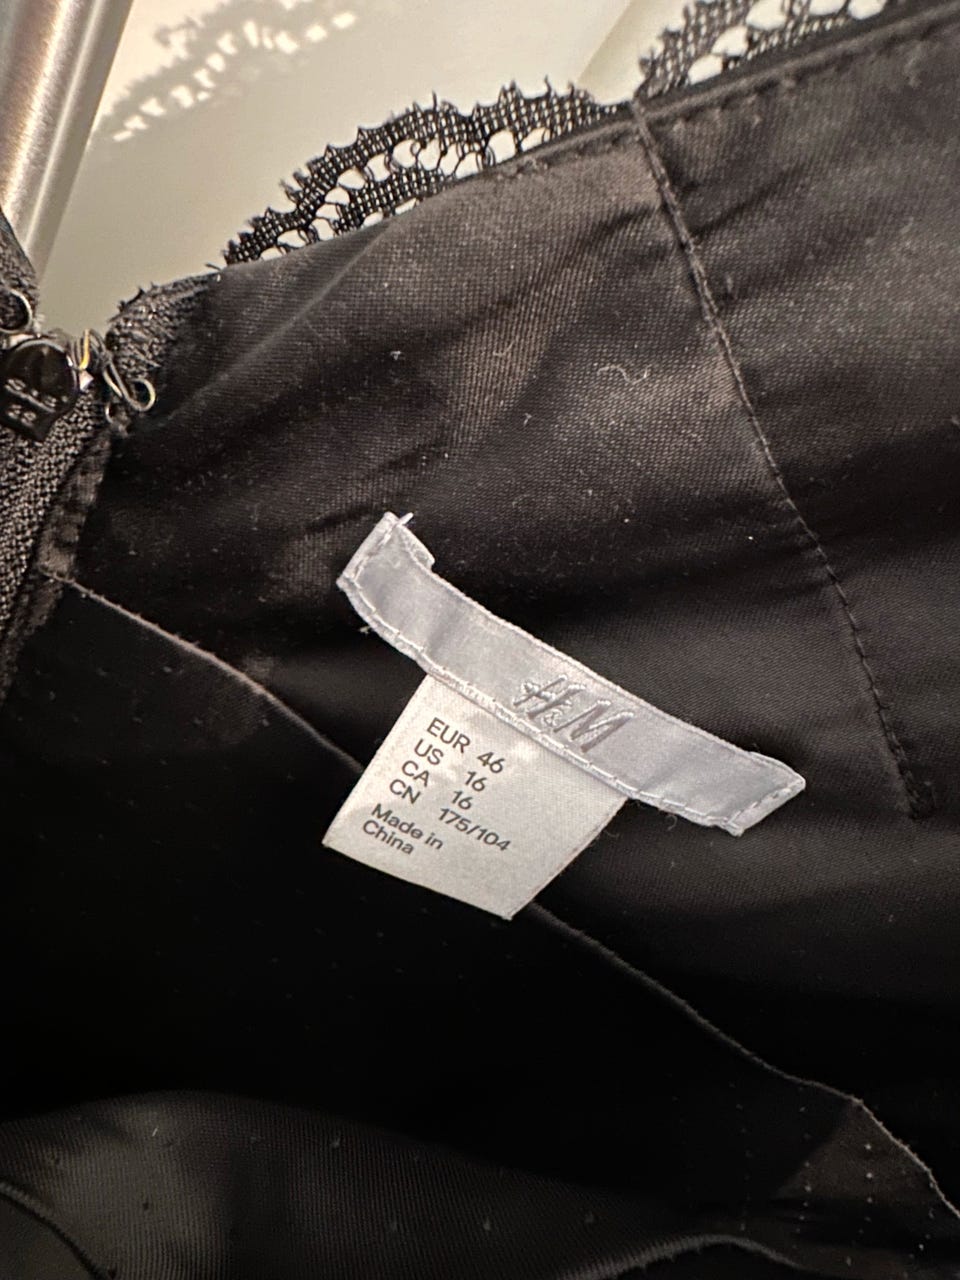 H&M
EUR 46
US 16
CA 16
CN 175/104
Made in
China